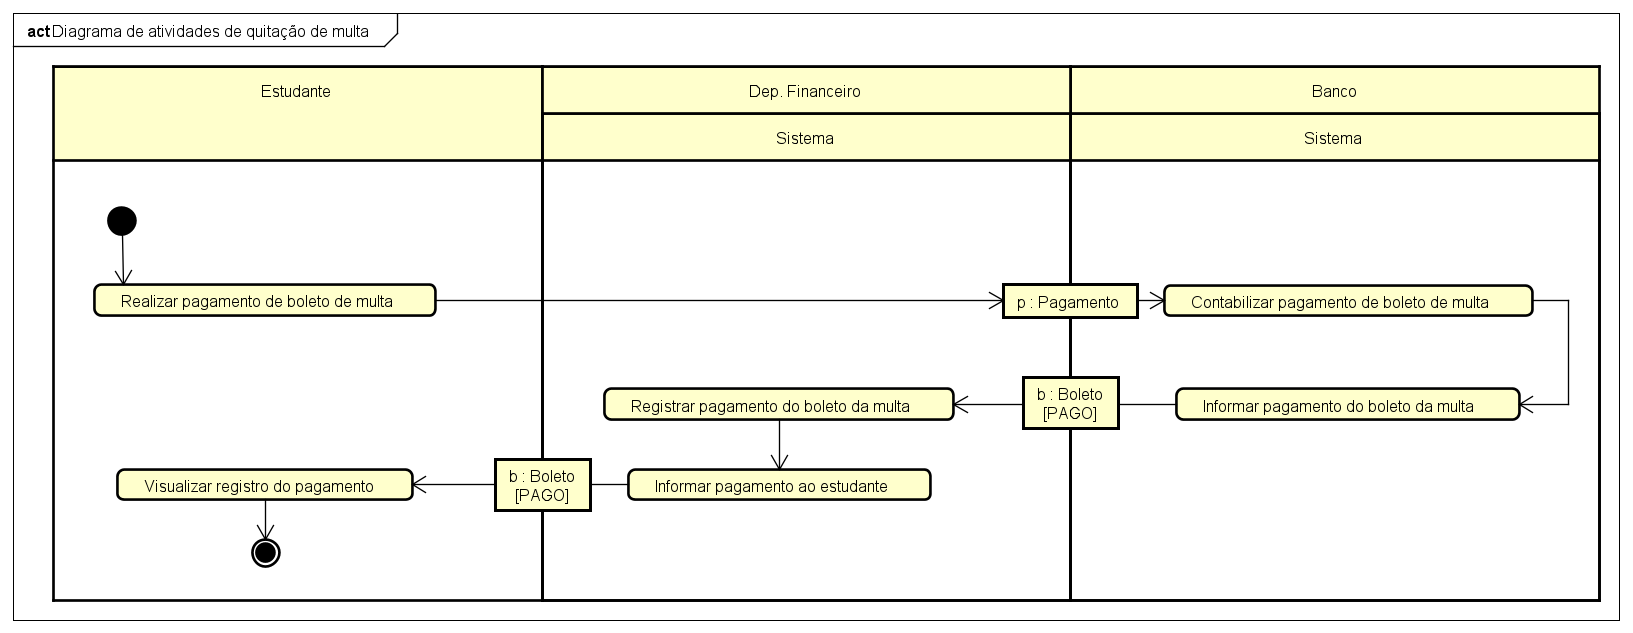 act Diagrama de atividades de quitação de multa
Estudante
Dep. Financeiro
Banco
Sistema
Sistema
Realizar pagamento de boleto de multa
p : Pagamento
Contabilizar pagamento de boleto de multa
Registrar pagamento do boleto da multa
b : Boleto
[PAGO]
Informar pagamento do boleto da multa
Visualizar registro do pagamento
b : Boleto
[PAGO]
Informar pagamento ao estudante